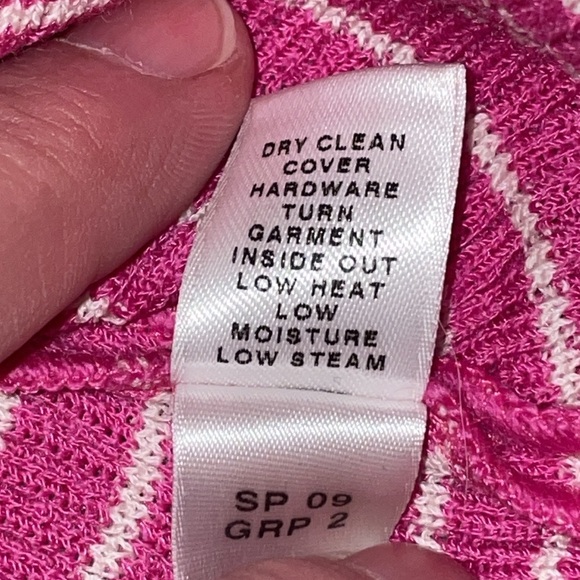 DRY CLEAN
COVER
HARDWARE
TURN
GARMENT
INSIDE OUT
LOW HEAT
LOW
MOISTURE
LOW STEAM
SP 09
GRP 2